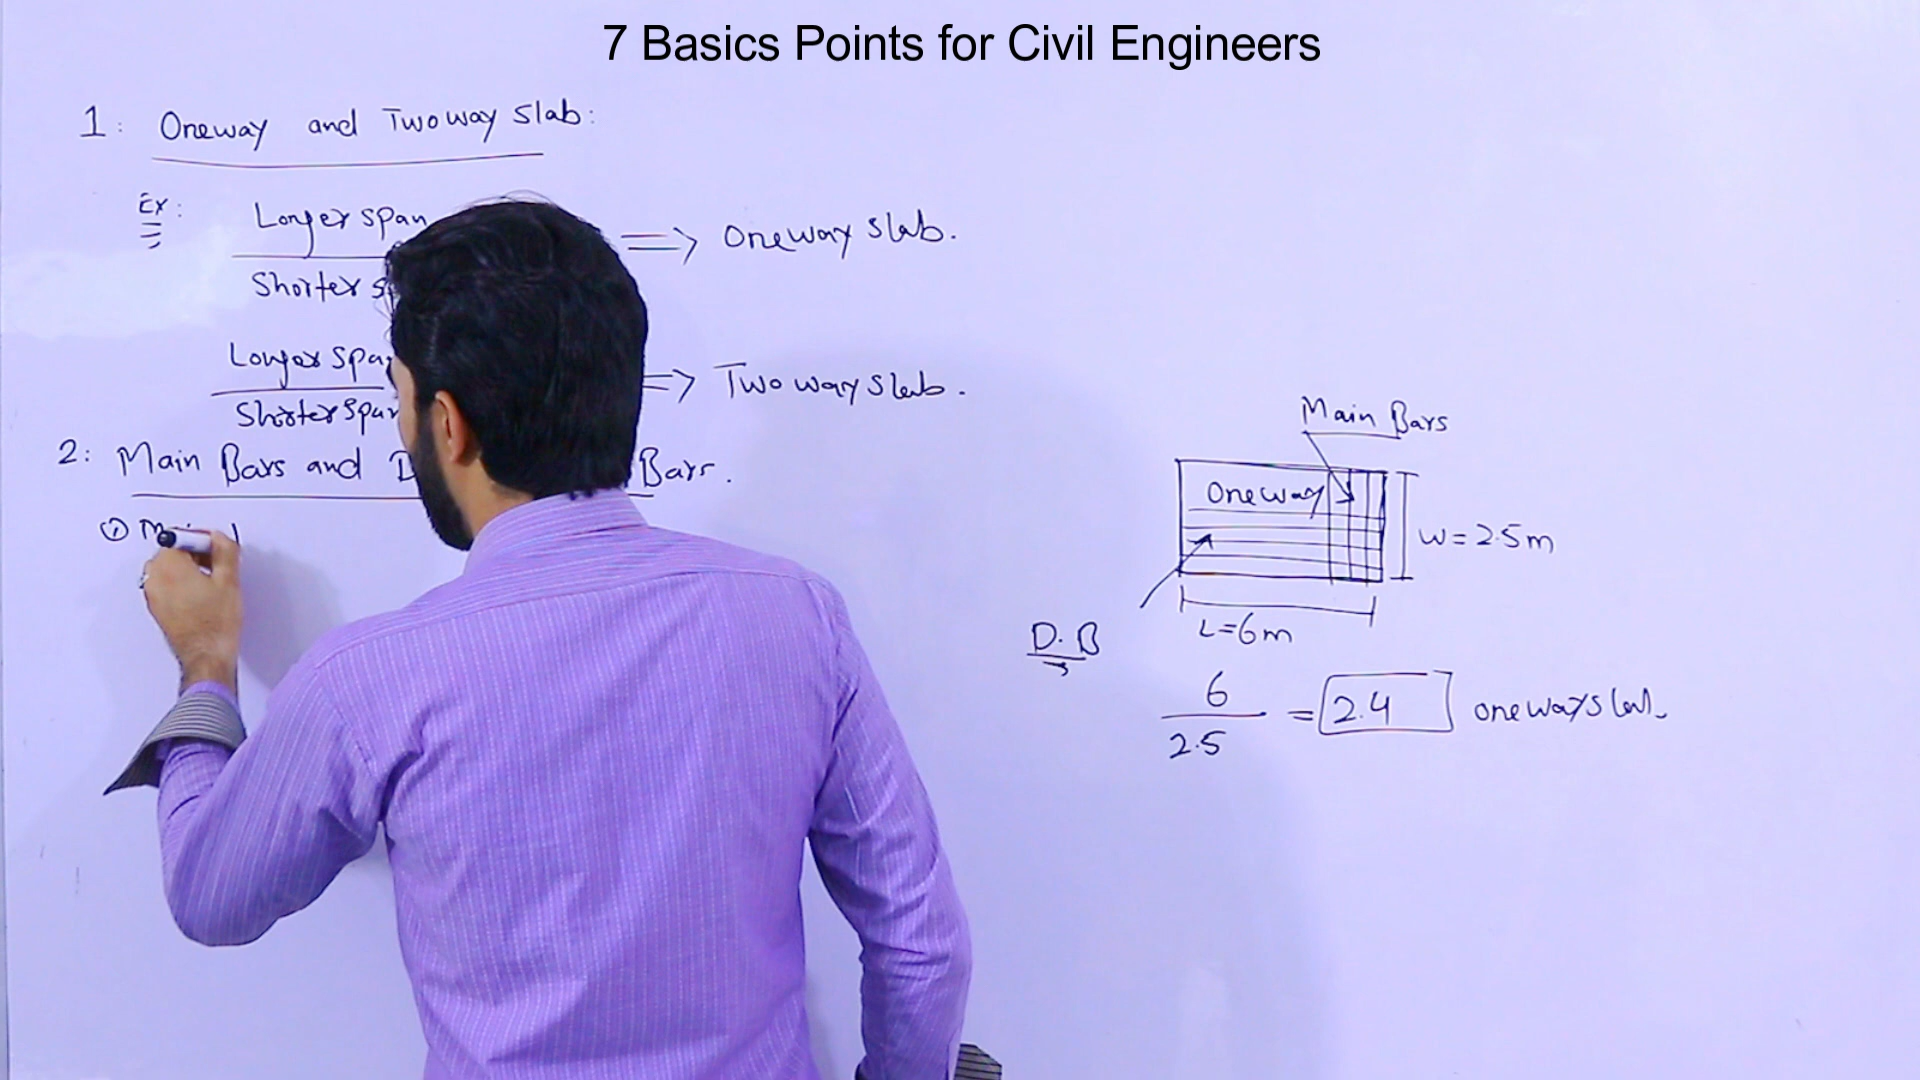 7 Basics Points for Civil Engineers
1: Oneway and Twoway Slab:
Ex: Longer span => Oneway slab.
Shorter
Longer => Two way slab.
Shorter
2: Main Bars and Bars.
①
Main Bars
Oneway
W=2.5m
L=6m
D.B
6
2.5
=2.4 oneway slab.